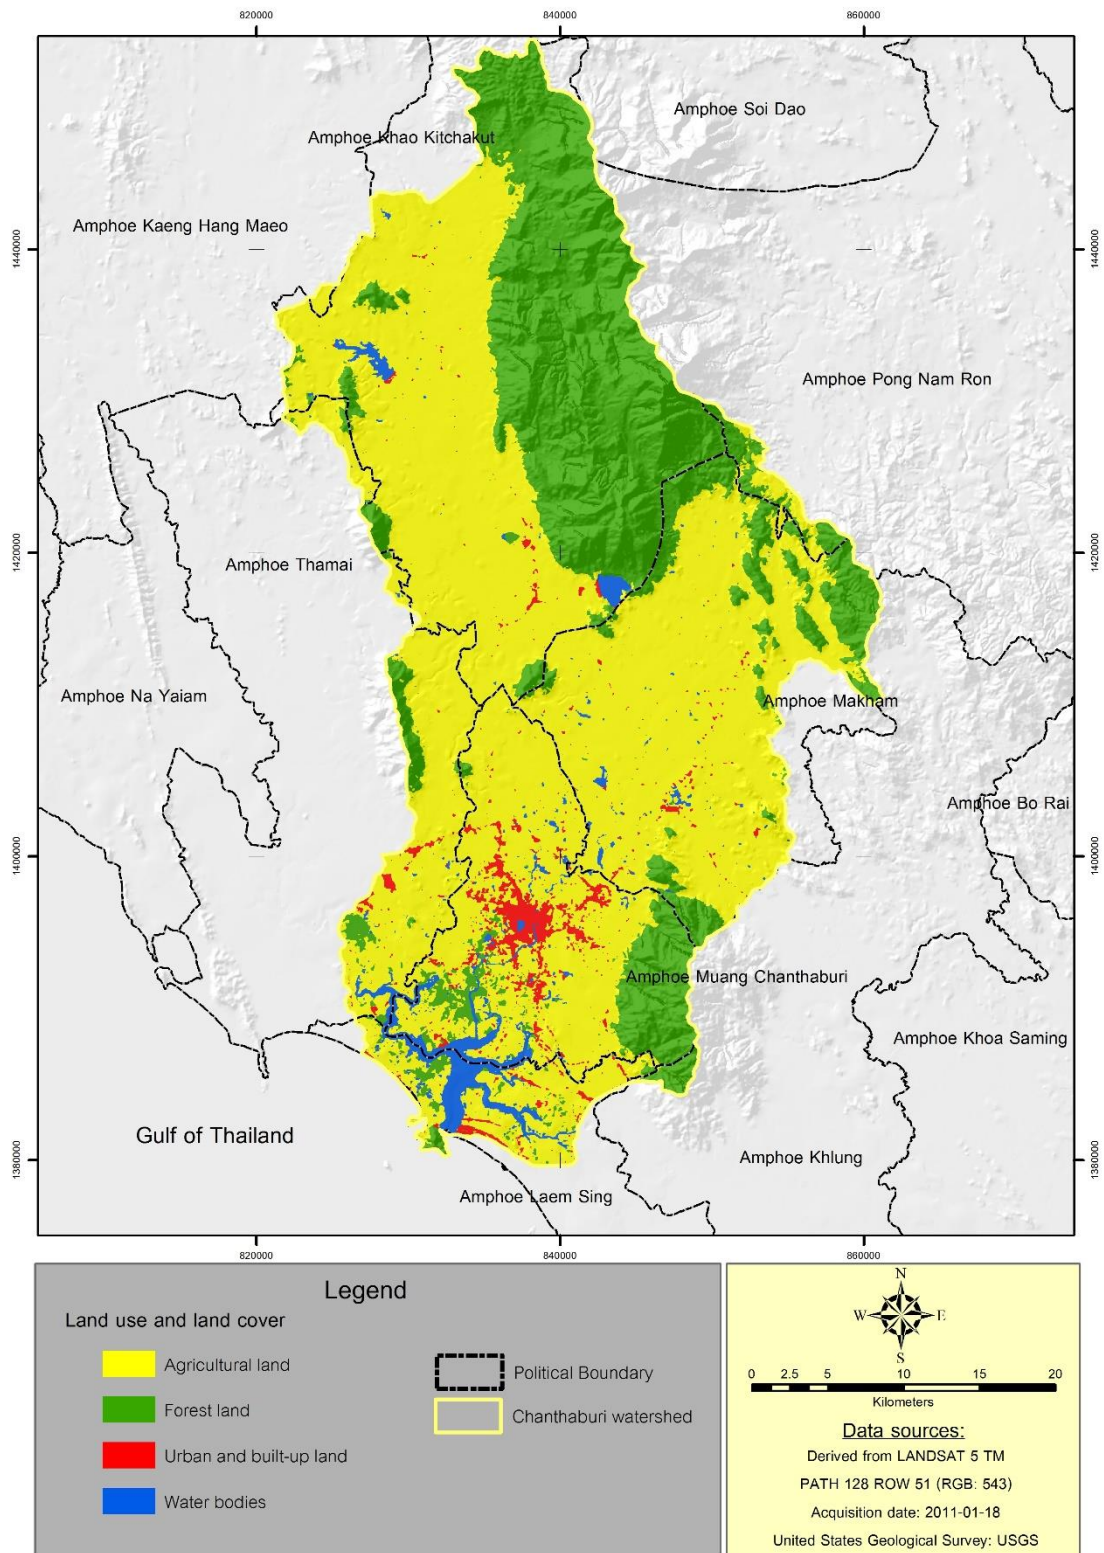 820000
840000
860000
Amphoe Soi Dao
Amphoe Khao Kitchakut
Amphoe Kaeng Hang Maeo
1440000
1440000
Amphoe Pong Nam Ron
1420000
1420000
Amphoe Thamai
Amphoe Na Yaiam
Amphoe Makham
Amphoe Bo Rai
1400000
1400000
Amphoe Muang Chanthaburi
Amphoe Khoa Saming
Gulf of Thailand
1380000
1380000
Amphoe Khlung
Amphoe Laem Sing
820000
840000
860000
Legend
Land use and land cover
Agricultural land
Forest land
Urban and built-up land
Water bodies
Political Boundary
Chanthaburi watershed
N
W
E
S
0 2.5 5 10 15 20
Kilometers
Data sources:
Derived from LANDSAT 5 TM
PATH 128 ROW 51 (RGB: 543)
Acquisition date: 2011-01-18
United States Geological Survey: USGS